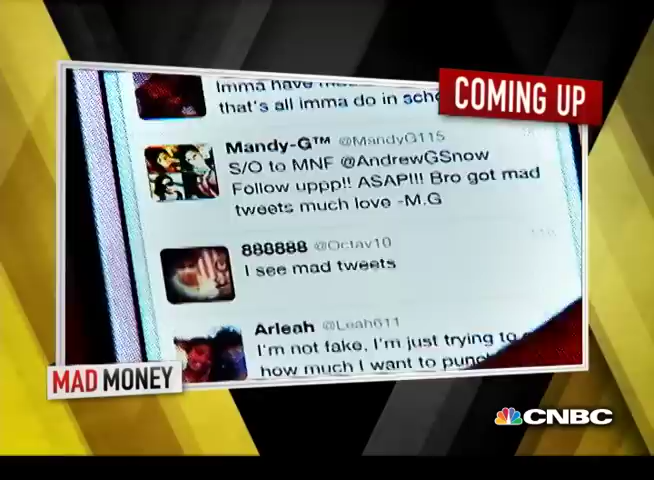 Imma have
that's all imma do in
COMING UP
Mandy-G™ @MandyG115
S/O to MNF @AndrewGSnow
Follow uppp!! ASAP!!! Bro got mad
tweets much love -M.G
888888 @Octav10
I see mad tweets
Arleah @Leah611
I'm not fake, I'm just trying to
how much I want to
MAD MONEY
CNBC